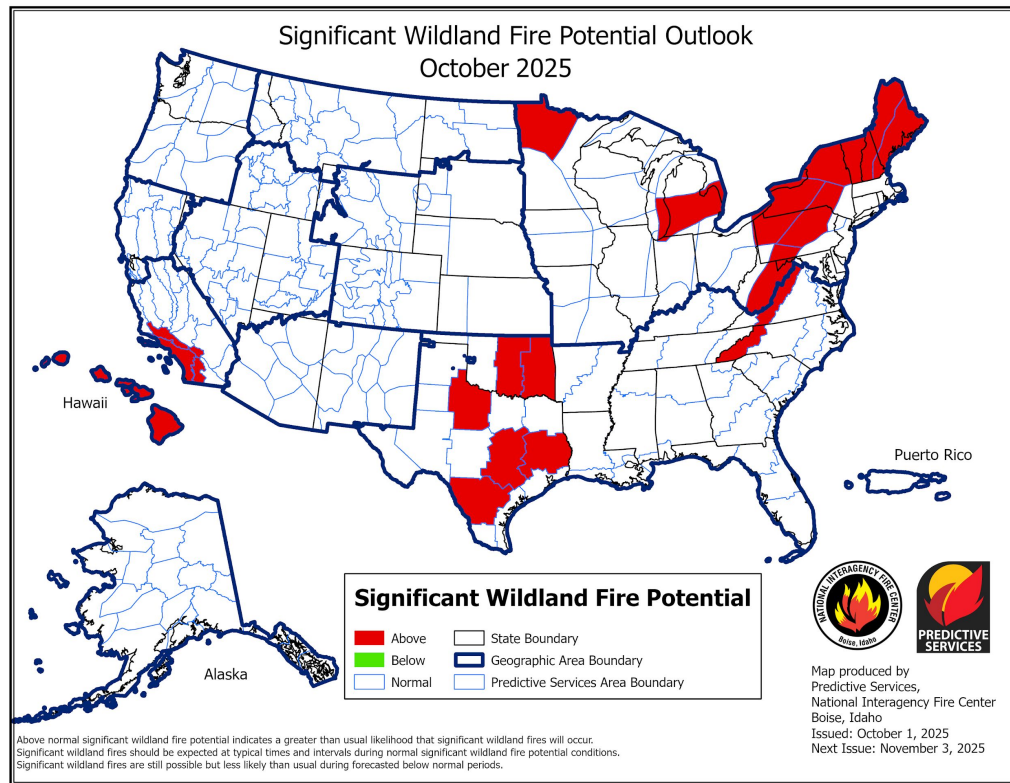 Significant Wildland Fire Potential Outlook
October 2025
Hawaii
Puerto Rico
Alaska
Significant Wildland Fire Potential
Above
State Boundary
Below
Geographic Area Boundary
Normal
Predictive Services Area Boundary
NATIONAL INTERAGENCY FIRE CENTER
Boise, Idaho
PREDICTIVE
SERVICES
Map produced by
Predictive Services,
National Interagency Fire Center
Boise, Idaho
Issued: October 1, 2025
Next Issue: November 3, 2025
Above normal significant wildland fire potential indicates a greater than usual likelihood that significant wildland fires will occur.
Significant wildland fires should be expected at typical times and intervals during normal significant wildland fire potential conditions.
Significant wildland fires are still possible but less likely than usual during forecasted below normal periods.